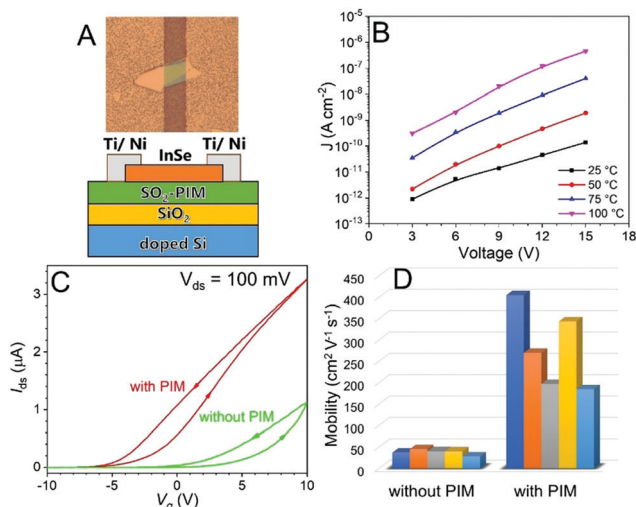 A
Ti/ Ni
InSe
Ti/ Ni
SO₂-PIM
SiO₂
doped Si
B
J (A cm⁻²)
10⁻⁵
10⁻⁶
10⁻⁷
10⁻⁸
10⁻⁹
10⁻¹⁰
10⁻¹¹
10⁻¹²
10⁻¹³
25 °C
50 °C
75 °C
100 °C
0 3 6 9 12 15 18
Voltage (V)
C
V_ds = 100 mV
I_ds (μA)
3
2
1
0
with PIM
without PIM
-10 -5 0 5 10
V_g (V)
D
Mobility (cm² V⁻¹ s⁻¹)
450
400
350
300
250
200
150
100
50
0
without PIM with PIM